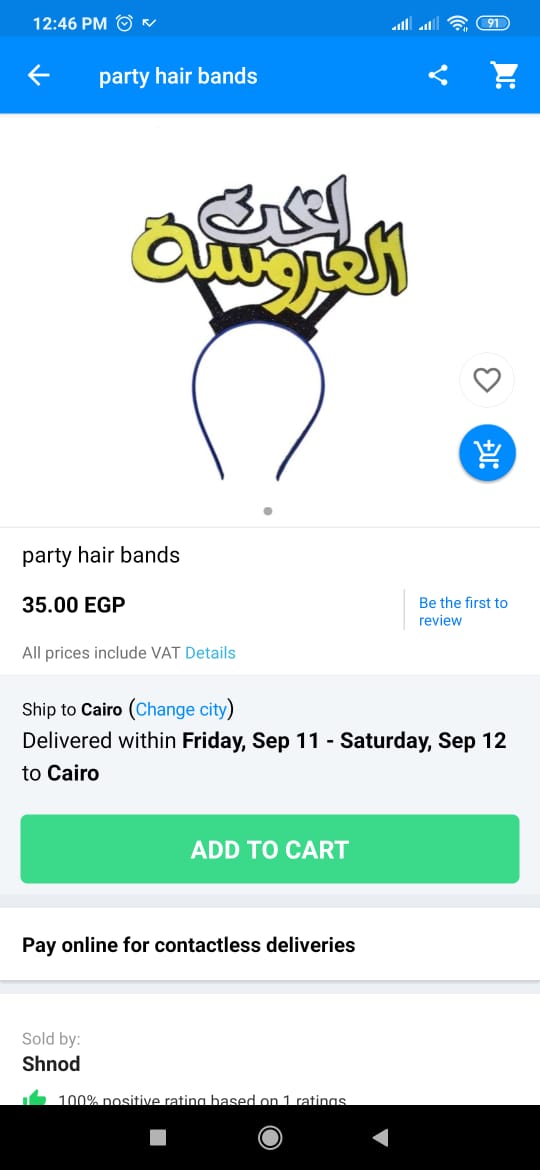 12:46 PM
91
party hair bands
اخت
العروسة
party hair bands
35.00 EGP
Be the first to
review
All prices include VAT Details
Ship to Cairo (Change city)
Delivered within Friday, Sep 11 - Saturday, Sep 12
to Cairo
ADD TO CART
Pay online for contactless deliveries
Sold by:
Shnod
100% positive rating based on 1 ratings